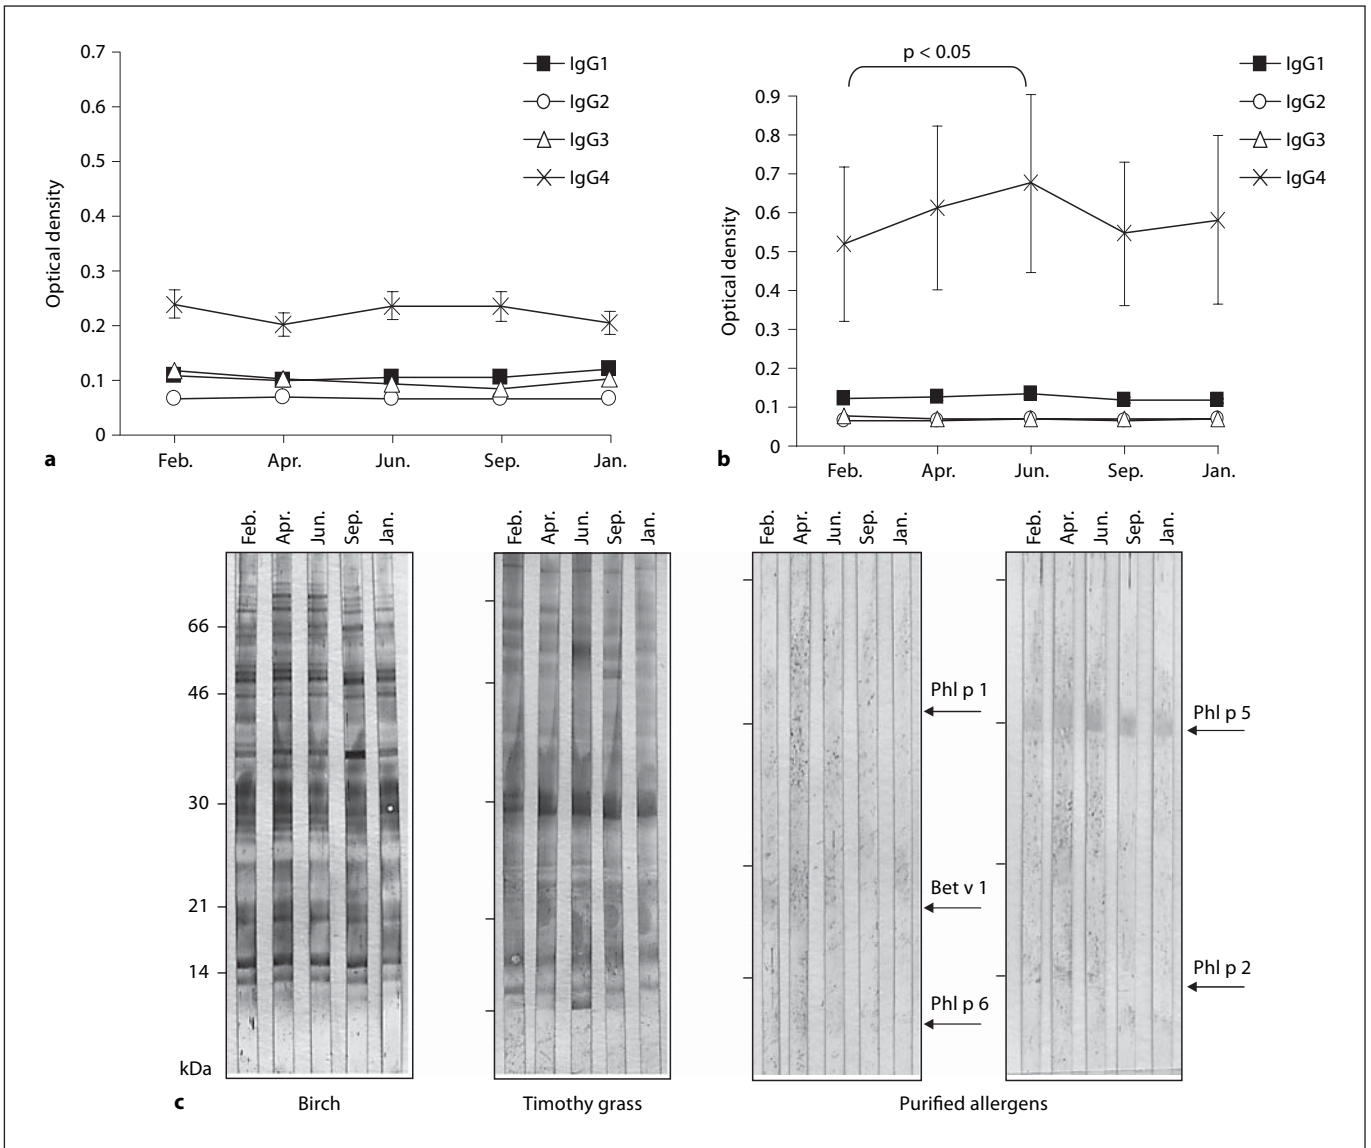 0.7
0.6
0.5
0.4
0.3
0.2
0.1
0
Optical density
IgG1
IgG2
IgG3
IgG4
Feb. Apr. Jun. Sep. Jan.
a
p < 0.05
0.9
0.8
0.7
0.6
0.5
0.4
0.3
0.2
0.1
0
Optical density
IgG1
IgG2
IgG3
IgG4
Feb. Apr. Jun. Sep. Jan.
b
Feb. Apr. Jun. Sep. Jan.
Feb. Apr. Jun. Sep. Jan.
Feb. Apr. Jun. Sep. Jan.
Feb. Apr. Jun. Sep. Jan.
66
46
30
21
14
kDa
Phl p 1
Bet v 1
Phl p 6
Phl p 5
Phl p 2
c
Birch
Timothy grass
Purified allergens